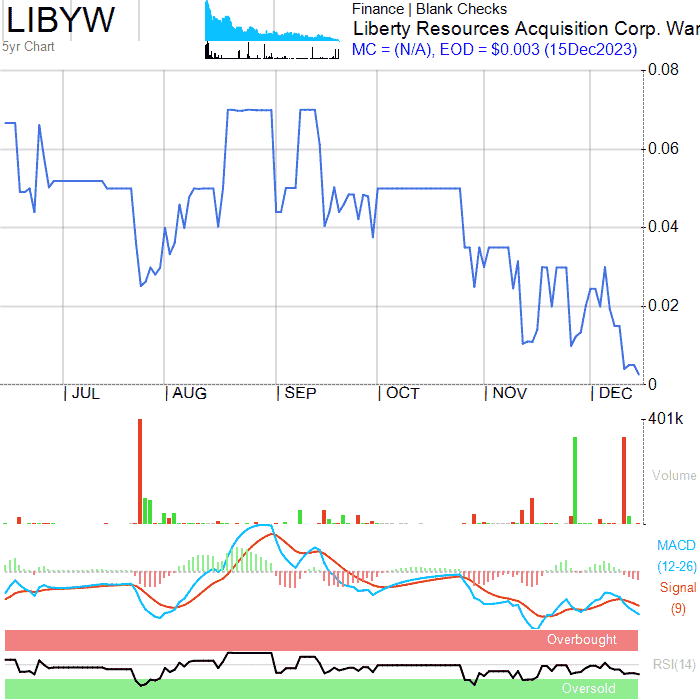 LIBYW
5yr Chart
Finance | Blank Checks
Liberty Resources Acquisition Corp. War
MC = (N/A), EOD = $0.003 (15Dec2023)
0.08
0.06
0.04
0.02
0
JUL
AUG
SEP
OCT
NOV
DEC
401k
Volume
MACD
(12-26)
Signal
(9)
Overbought
RSI(14)
Oversold